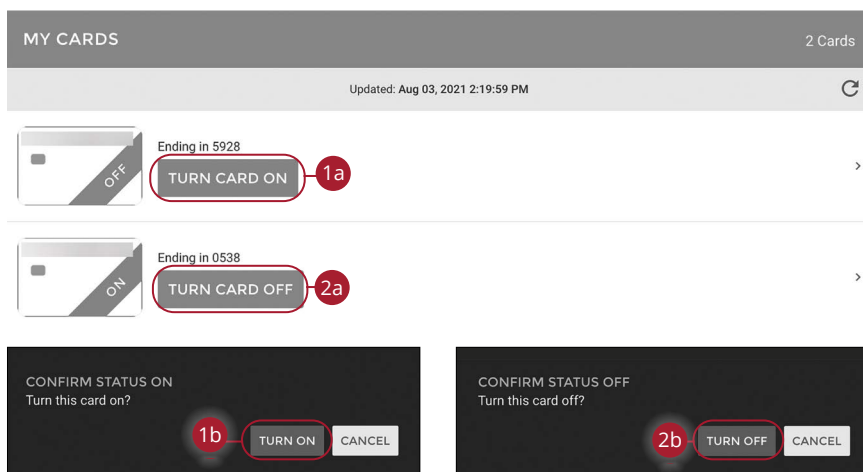 MY CARDS 2 Cards
Updated: Aug 03, 2021 2:19:59 PM
Ending in 5928
OFF
TURN CARD ON 1a
Ending in 0538
ON
TURN CARD OFF 2a
CONFIRM STATUS ON
Turn this card on?
1b TURN ON CANCEL
CONFIRM STATUS OFF
Turn this card off?
2b TURN OFF CANCEL